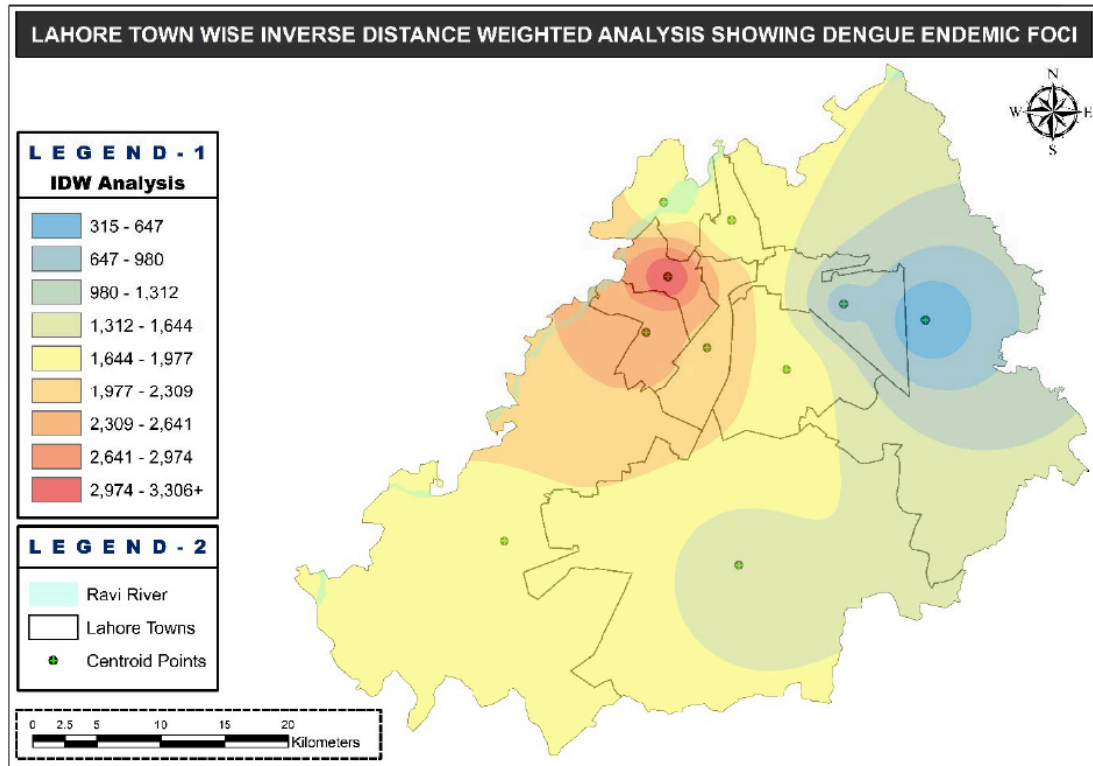 LAHORE TOWN WISE INVERSE DISTANCE WEIGHTED ANALYSIS SHOWING DENGUE ENDEMIC FOCI
N
W E
S
LEGEND - 1
IDW Analysis
315 - 647
647 - 980
980 - 1,312
1,312 - 1,644
1,644 - 1,977
1,977 - 2,309
2,309 - 2,641
2,641 - 2,974
2,974 - 3,306+
LEGEND - 2
Ravi River
Lahore Towns
Centroid Points
0 2.5 5 10 15 20
Kilometers